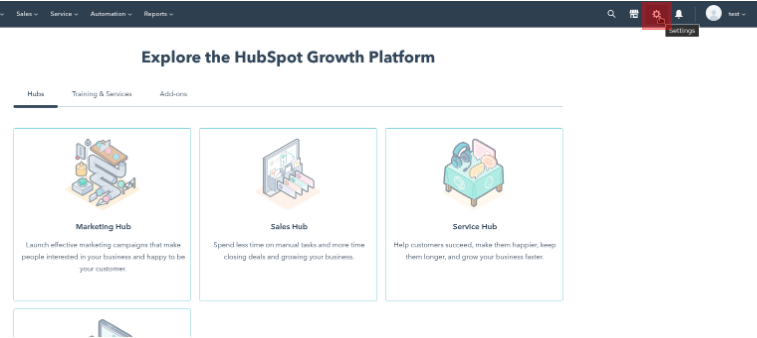 Sales Service Automation Reports test
Settings
Explore the HubSpot Growth Platform
Hubs Training & Services Add-ons
Marketing Hub
Launch effective marketing campaigns that make
people interested in your business and happy to be
your customer.
Sales Hub
Spend less time on manual tasks and more time
closing deals and growing your business.
Service Hub
Help customers succeed, make them happier, keep
them longer, and grow your business faster.